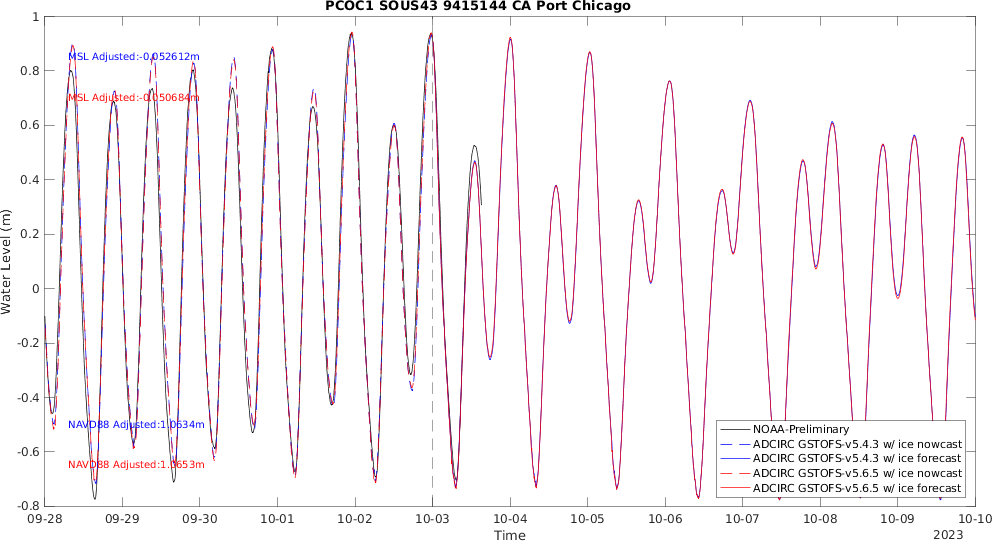 PCOC1 SOUS43 9415144 CA Port Chicago
1
0.8
0.6
0.4
0.2
0
-0.2
-0.4
-0.6
-0.8
Water Level (m)
MSL Adjusted:-0.052612m
MSL Adjusted:-0.050684m
NAVD88 Adjusted:1.0634m
NAVD88 Adjusted:1.0653m
NOAA-Preliminary
ADCIRC GSTOFS-v5.4.3 w/ ice nowcast
ADCIRC GSTOFS-v5.4.3 w/ ice forecast
ADCIRC GSTOFS-v5.6.5 w/ ice nowcast
ADCIRC GSTOFS-v5.6.5 w/ ice forecast
09-28 09-29 09-30 10-01 10-02 10-03 10-04 10-05 10-06 10-07 10-08 10-09 10-10
Time
2023